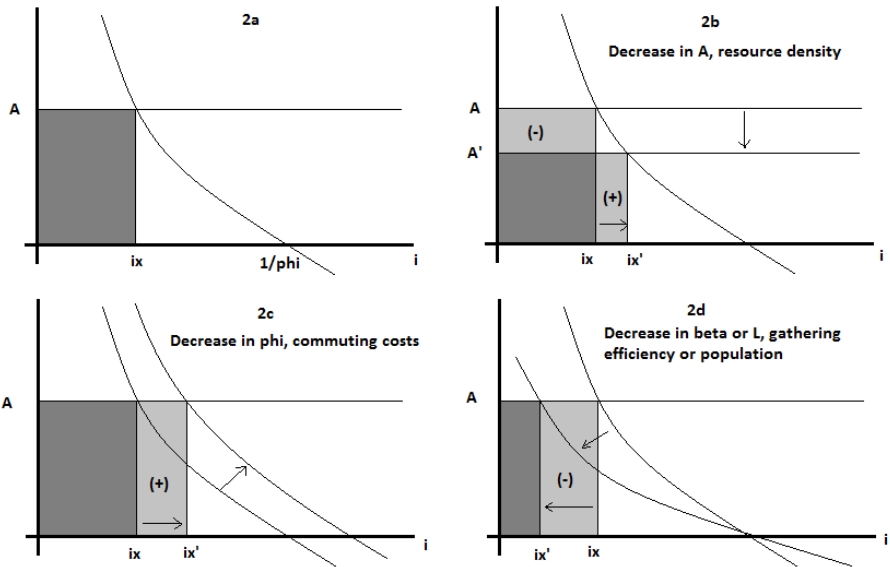 2a
A
ix
1/phi
i
2b
Decrease in A, resource density
A
(-)
A'
(+)
ix
ix'
i
2c
Decrease in phi, commuting costs
A
(+)
ix
ix'
i
2d
Decrease in beta or L, gathering
efficiency or population
A
(-)
ix'
ix
i